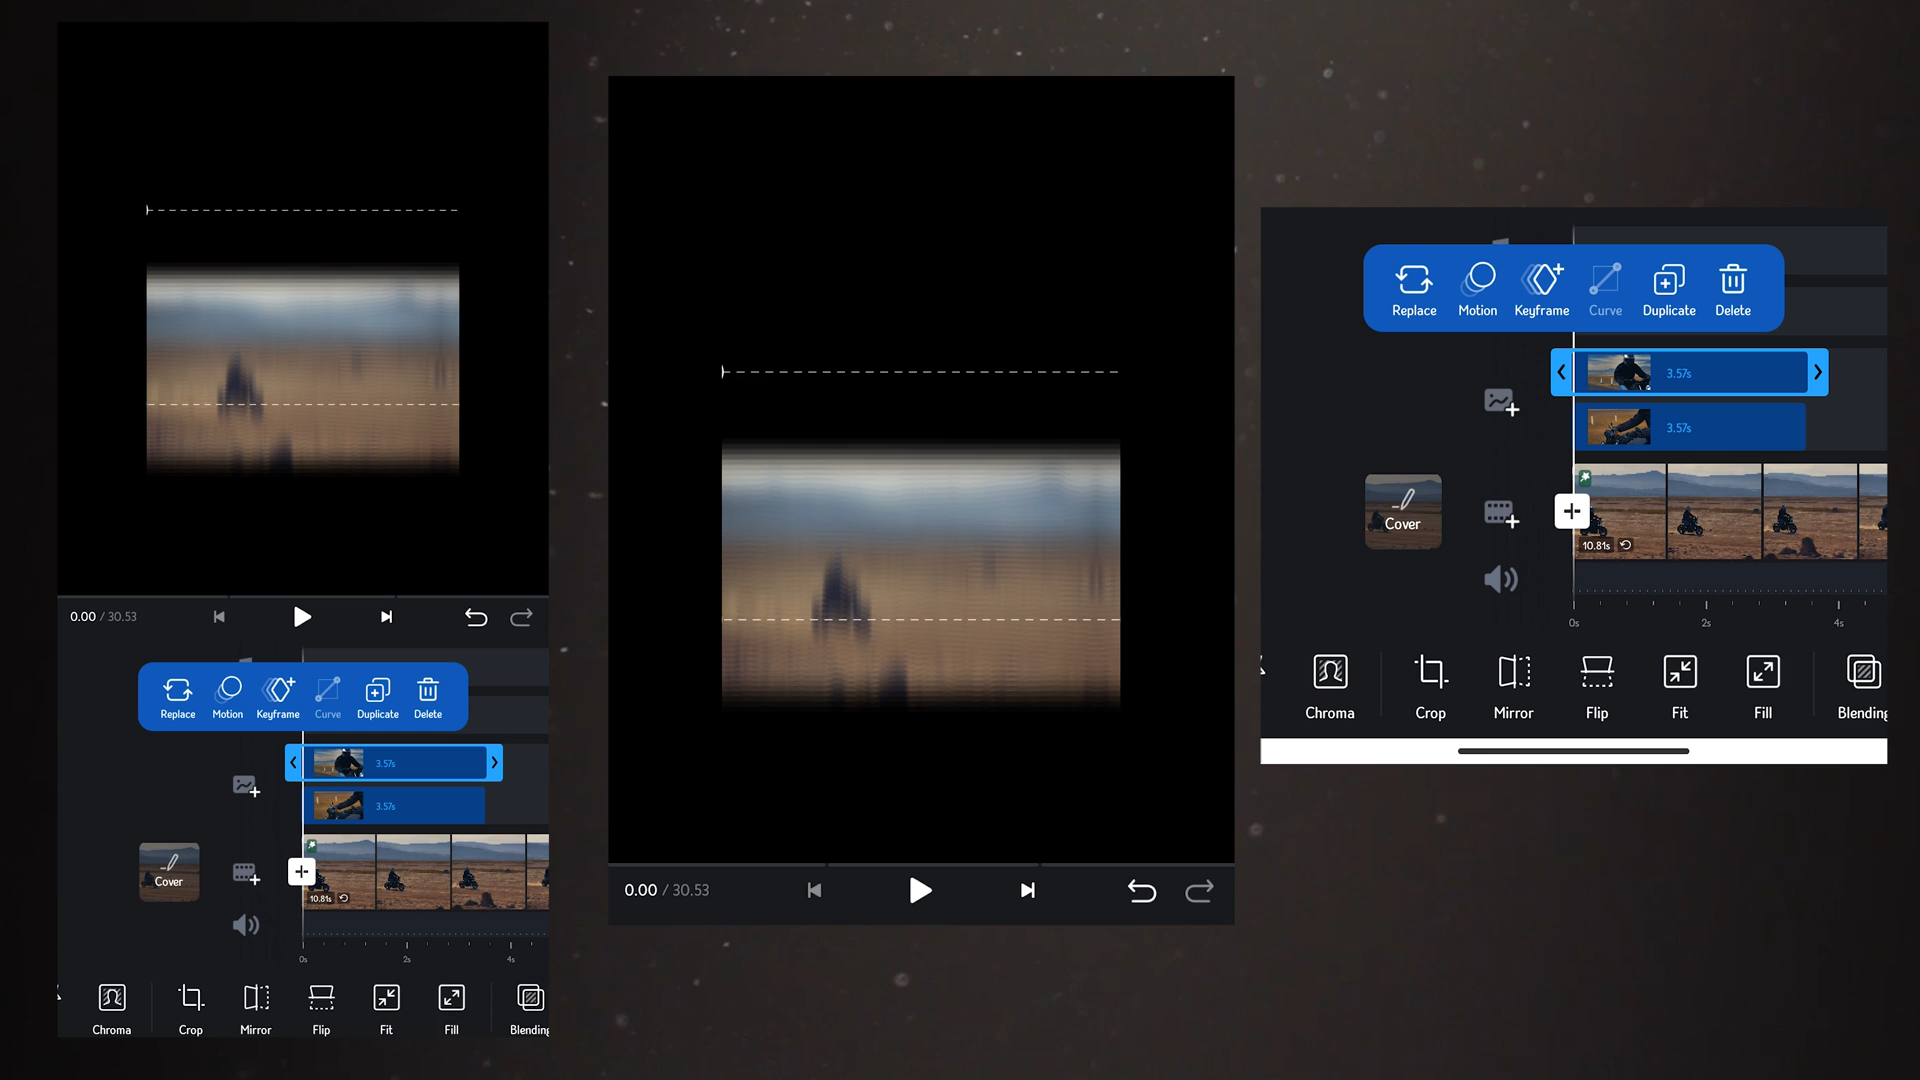 0.00 / 30.53
Replace Motion Keyframe Curve Duplicate Delete
3.57s
3.57s
Cover
10.81s
0s 2s 4s
Chroma Crop Mirror Flip Fit Fill Blending
0.00 / 30.53
Replace Motion Keyframe Curve Duplicate Delete
3.57s
3.57s
Cover
10.81s
0s 2s 4s
Chroma Crop Mirror Flip Fit Fill Blending